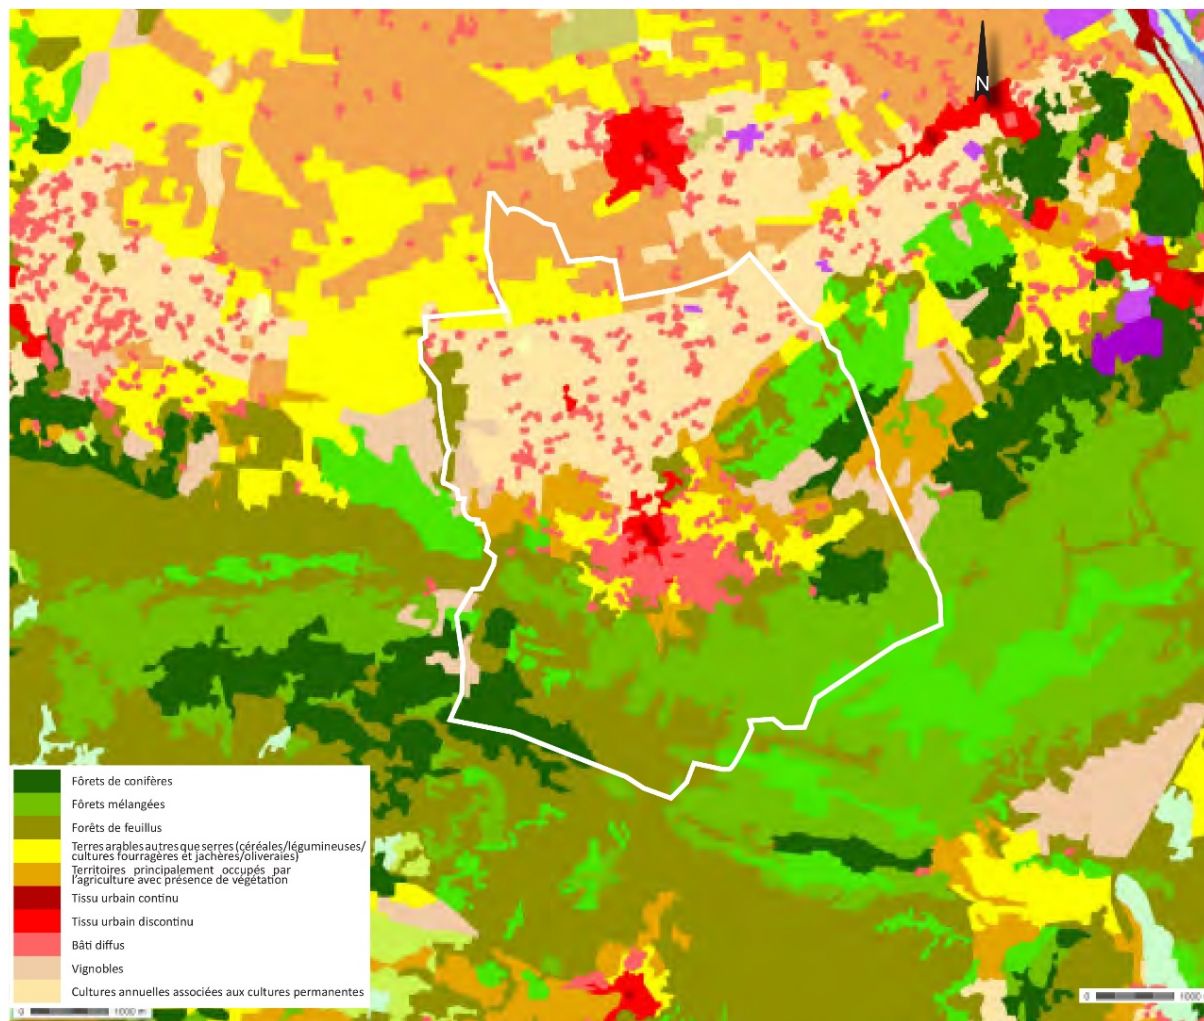 N
Fôrets de conifères
Fôrets mélangées
Forêts de feuillus
Terres arables autres que serres (céréales/légumineuses/
cultures fourragères et jachères/oliveraies)
Territoires principalement occupés par
l'agriculture avec présence de végétation
Tissu urbain continu
Tissu urbain discontinu
Bâti diffus
Vignobles
Cultures annuelles associées aux cultures permanentes
0 1000 m
0 1000